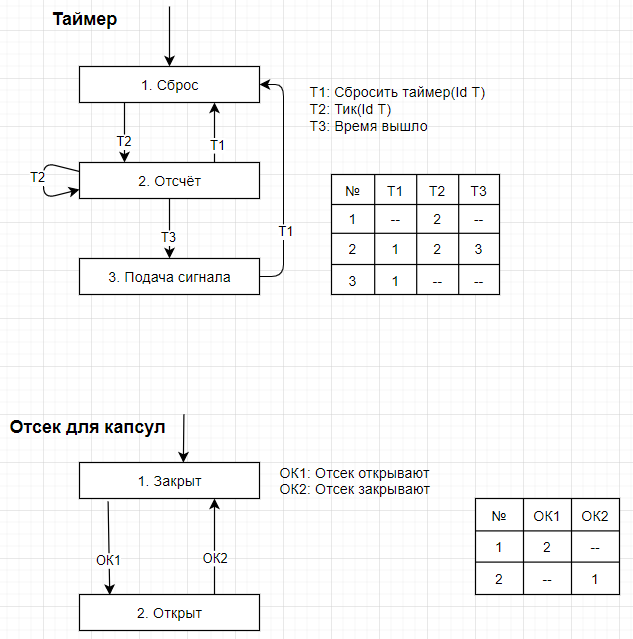 Таймер
1. Сброс
T1: Сбросить таймер(Id T)
T2: Тик(Id T)
T3: Время вышло
T2
T1
T2
2. Отсчёт
№ T1 T2 T3
1 -- 2 --
2 1 2 3
3 1 -- --
T3
T1
3. Подача сигнала
Отсек для капсул
1. Закрыт
ОК1: Отсек открывают
ОК2: Отсек закрывают
№ ОК1 ОК2
1 2 --
2 -- 1
ОК1
ОК2
2. Открыт